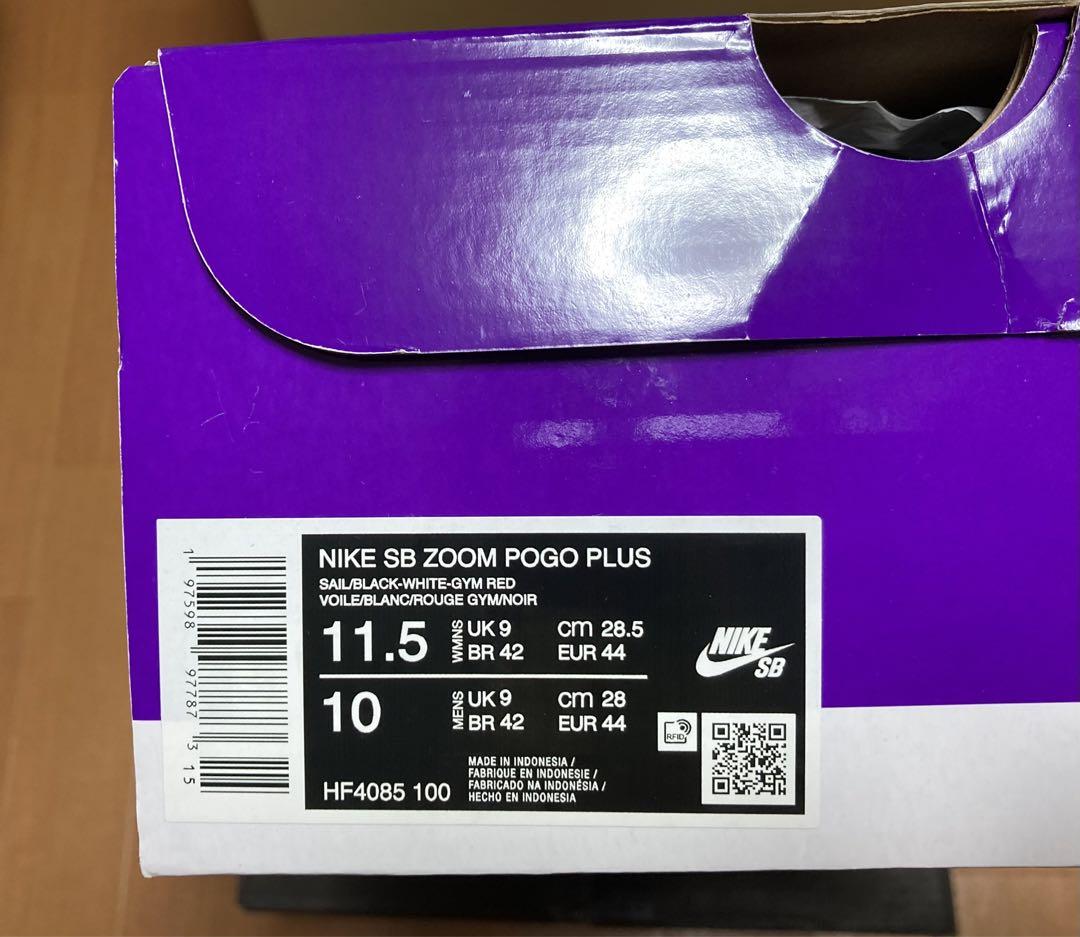 NIKE SB ZOOM POGO PLUS
SAIL/BLACK-WHITE-GYM RED
VOILE/BLANC/ROUGE GYM/NOIR
11.5 WMNS UK 9 cm 28.5
BR 42 EUR 44
10 MENS UK 9 cm 28
BR 42 EUR 44
HF4085 100
MADE IN INDONESIA /
FABRIQUE EN INDONESIE /
FABRICADO NA INDONÉSIA /
HECHO EN INDONESIA
NIKE
SB
RFID
1 97598 97787 3 15